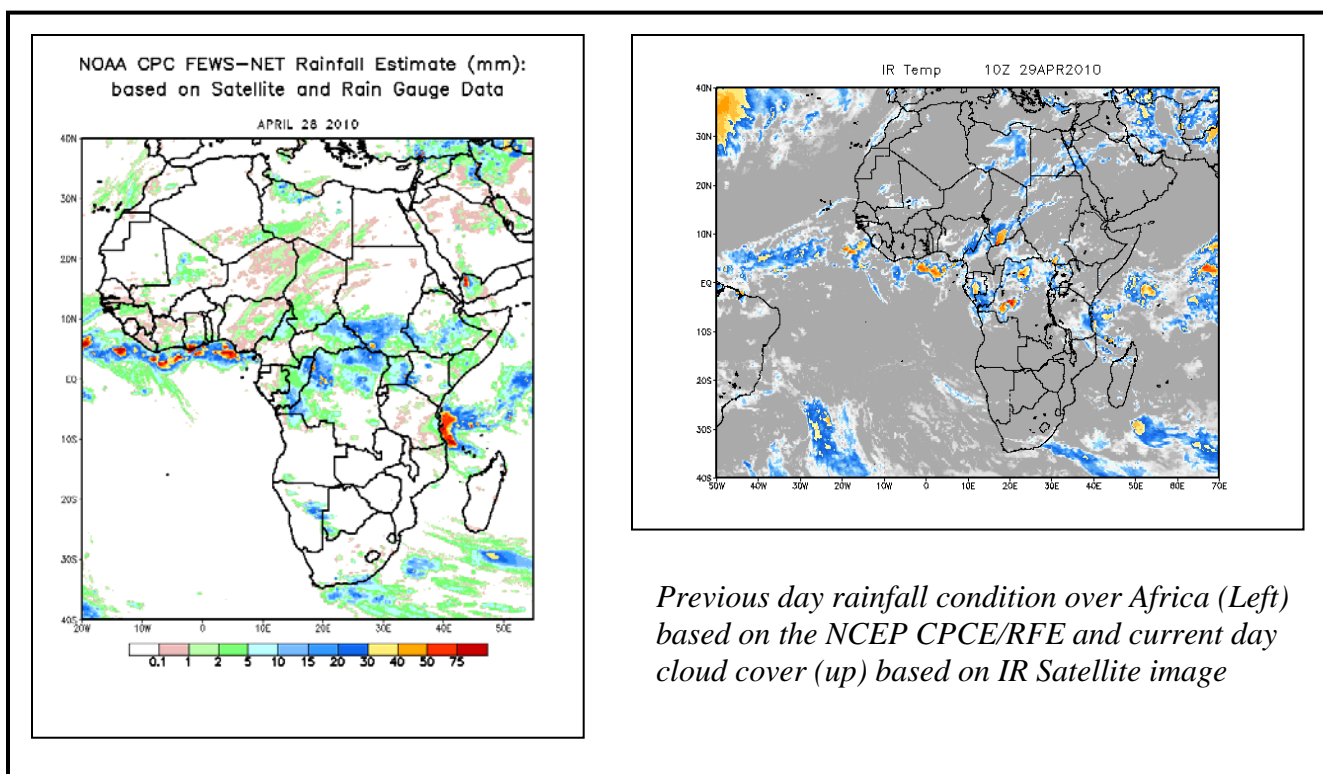 NOAA CPC FEWS-NET Rainfall Estimate (mm):
based on Satellite and Rain Gauge Data
APRIL 28 2010
40N
30N
20N
10N
EQ
10S
20S
30S
40S
20W 10W 0 10E 20E 30E 40E 50E
0.1 1 2 5 10 15 20 30 40 50 75
IR Temp 10Z 29APR2010
40N
30N
20N
10N
EQ
10S
20S
30S
40S
50W 40W 30W 20W 10W 0 10E 20E 30E 40E 50E 60E 70E
Previous day rainfall condition over Africa (Left)
based on the NCEP CPCE/RFE and current day
cloud cover (up) based on IR Satellite image